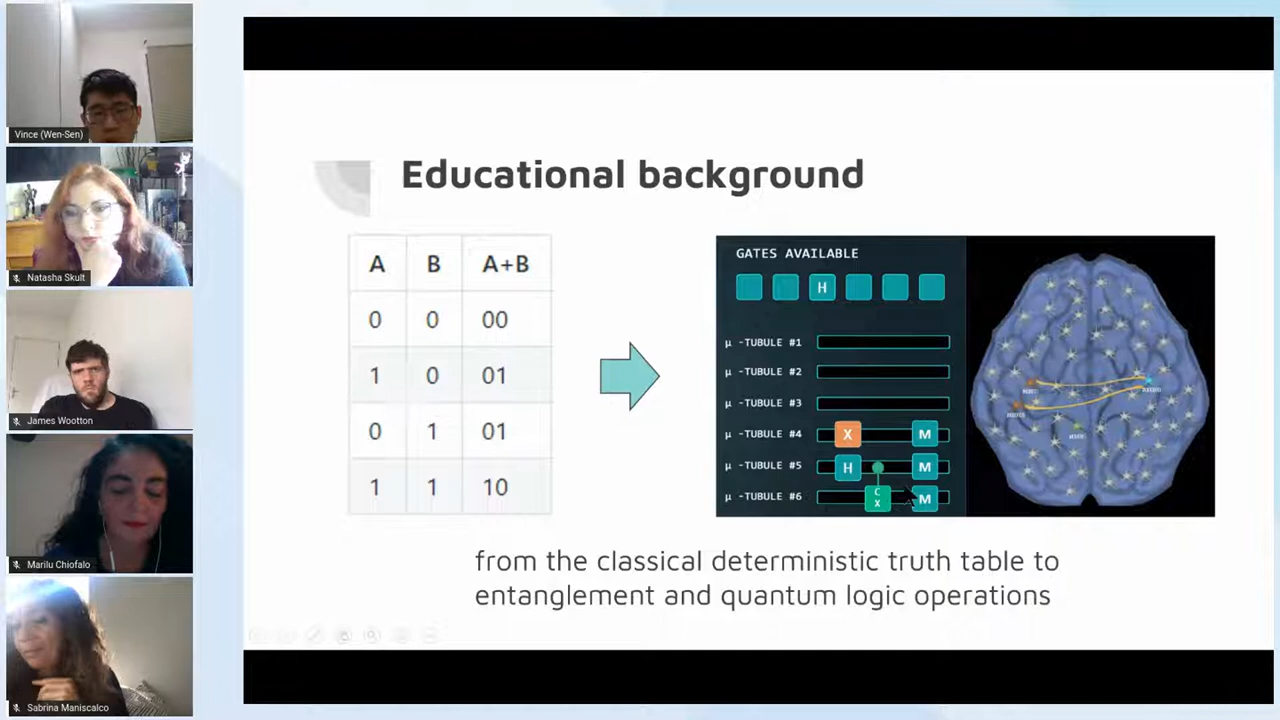 Vince (Wen-Sen)
Natasha Skult
James Wootton
Marilu Chiofalo
Sabrina Maniscalco
Educational background
A B A+B
0 0 00
1 0 01
0 1 01
1 1 10
GATES AVAILABLE
H
μ -TUBULE #1
μ -TUBULE #2
μ -TUBULE #3
μ -TUBULE #4 X M
μ -TUBULE #5 H M
μ -TUBULE #6 C X M
from the classical deterministic truth table to
entanglement and quantum logic operations